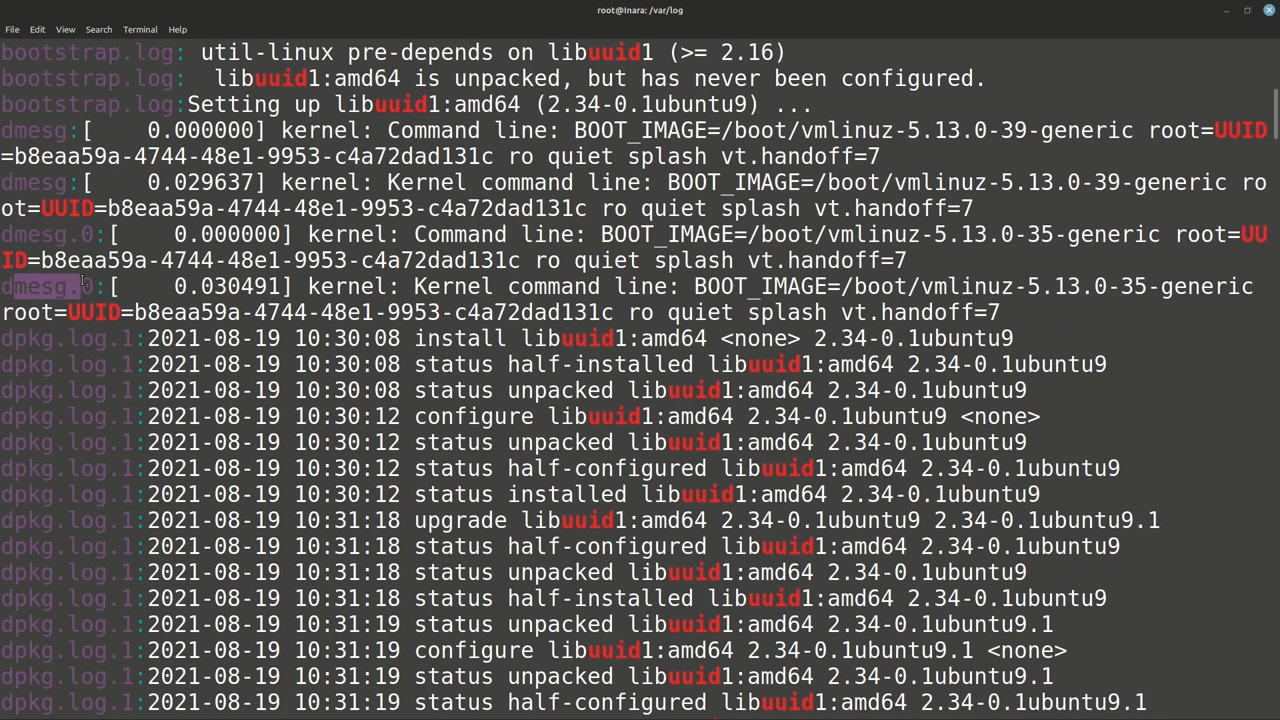 root@Inara: /var/log
File Edit View Search Terminal Help
bootstrap.log: util-linux pre-depends on libuuid1 (>= 2.16)
bootstrap.log:  libuuid1:amd64 is unpacked, but has never been configured.
bootstrap.log:Setting up libuuid1:amd64 (2.34-0.1ubuntu9) ...
dmesg:[    0.000000] kernel: Command line: BOOT_IMAGE=/boot/vmlinuz-5.13.0-39-generic root=UUID
=b8eaa59a-4744-48e1-9953-c4a72dad131c ro quiet splash vt.handoff=7
dmesg:[    0.029637] kernel: Kernel command line: BOOT_IMAGE=/boot/vmlinuz-5.13.0-39-generic ro
ot=UUID=b8eaa59a-4744-48e1-9953-c4a72dad131c ro quiet splash vt.handoff=7
dmesg.0:[    0.000000] kernel: Command line: BOOT_IMAGE=/boot/vmlinuz-5.13.0-35-generic root=UU
ID=b8eaa59a-4744-48e1-9953-c4a72dad131c ro quiet splash vt.handoff=7
dmesg.0:[    0.030491] kernel: Kernel command line: BOOT_IMAGE=/boot/vmlinuz-5.13.0-35-generic
root=UUID=b8eaa59a-4744-48e1-9953-c4a72dad131c ro quiet splash vt.handoff=7
dpkg.log.1:2021-08-19 10:30:08 install libuuid1:amd64 <none> 2.34-0.1ubuntu9
dpkg.log.1:2021-08-19 10:30:08 status half-installed libuuid1:amd64 2.34-0.1ubuntu9
dpkg.log.1:2021-08-19 10:30:08 status unpacked libuuid1:amd64 2.34-0.1ubuntu9
dpkg.log.1:2021-08-19 10:30:12 configure libuuid1:amd64 2.34-0.1ubuntu9 <none>
dpkg.log.1:2021-08-19 10:30:12 status unpacked libuuid1:amd64 2.34-0.1ubuntu9
dpkg.log.1:2021-08-19 10:30:12 status half-configured libuuid1:amd64 2.34-0.1ubuntu9
dpkg.log.1:2021-08-19 10:30:12 status installed libuuid1:amd64 2.34-0.1ubuntu9
dpkg.log.1:2021-08-19 10:31:18 upgrade libuuid1:amd64 2.34-0.1ubuntu9 2.34-0.1ubuntu9.1
dpkg.log.1:2021-08-19 10:31:18 status half-configured libuuid1:amd64 2.34-0.1ubuntu9
dpkg.log.1:2021-08-19 10:31:18 status unpacked libuuid1:amd64 2.34-0.1ubuntu9
dpkg.log.1:2021-08-19 10:31:18 status half-installed libuuid1:amd64 2.34-0.1ubuntu9
dpkg.log.1:2021-08-19 10:31:19 status unpacked libuuid1:amd64 2.34-0.1ubuntu9.1
dpkg.log.1:2021-08-19 10:31:19 configure libuuid1:amd64 2.34-0.1ubuntu9.1 <none>
dpkg.log.1:2021-08-19 10:31:19 status unpacked libuuid1:amd64 2.34-0.1ubuntu9.1
dpkg.log.1:2021-08-19 10:31:19 status half-configured libuuid1:amd64 2.34-0.1ubuntu9.1